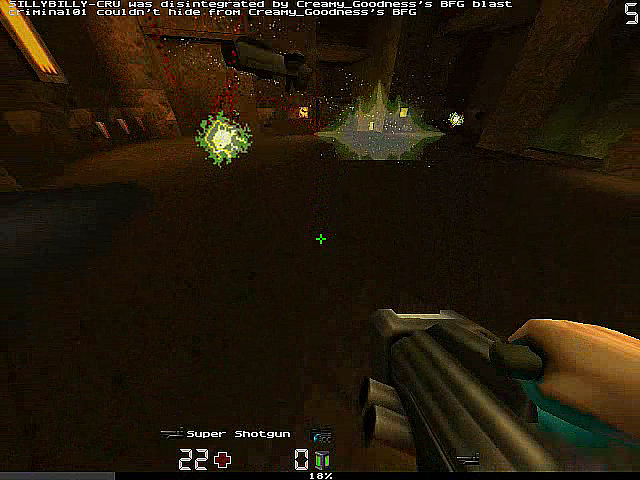 SILLYBILLY-CRU was disintegrated by Creamy_Goodness's BFG blast
criminal01 couldn't hide from Creamy_Goodness's BFG
5
Super Shotgun
22 0
18%